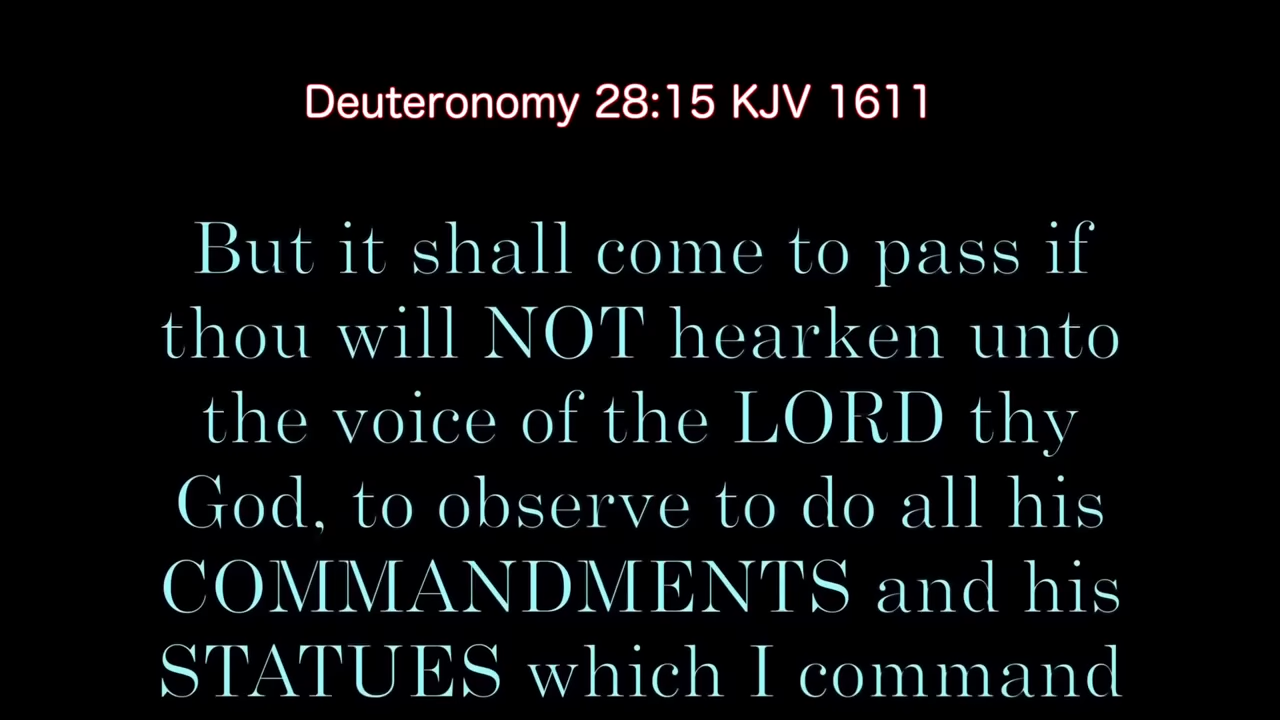 Deuteronomy 28:15 KJV 1611
But it shall come to pass if
thou will NOT hearken unto
the voice of the LORD thy
God, to observe to do all his
COMMANDMENTS and his
STATUES which I command